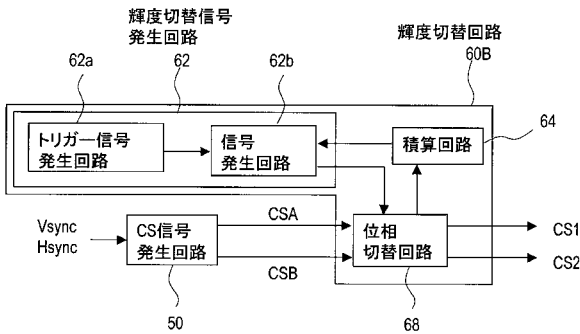 輝度切替信号
発生回路
輝度切替回路
62a
62
62b
60B
64
トリガー信号
発生回路
信号
発生回路
積算回路
Vsync
Hsync
CS信号
発生回路
CSA
CSB
位相
切替回路
CS1
CS2
50
68